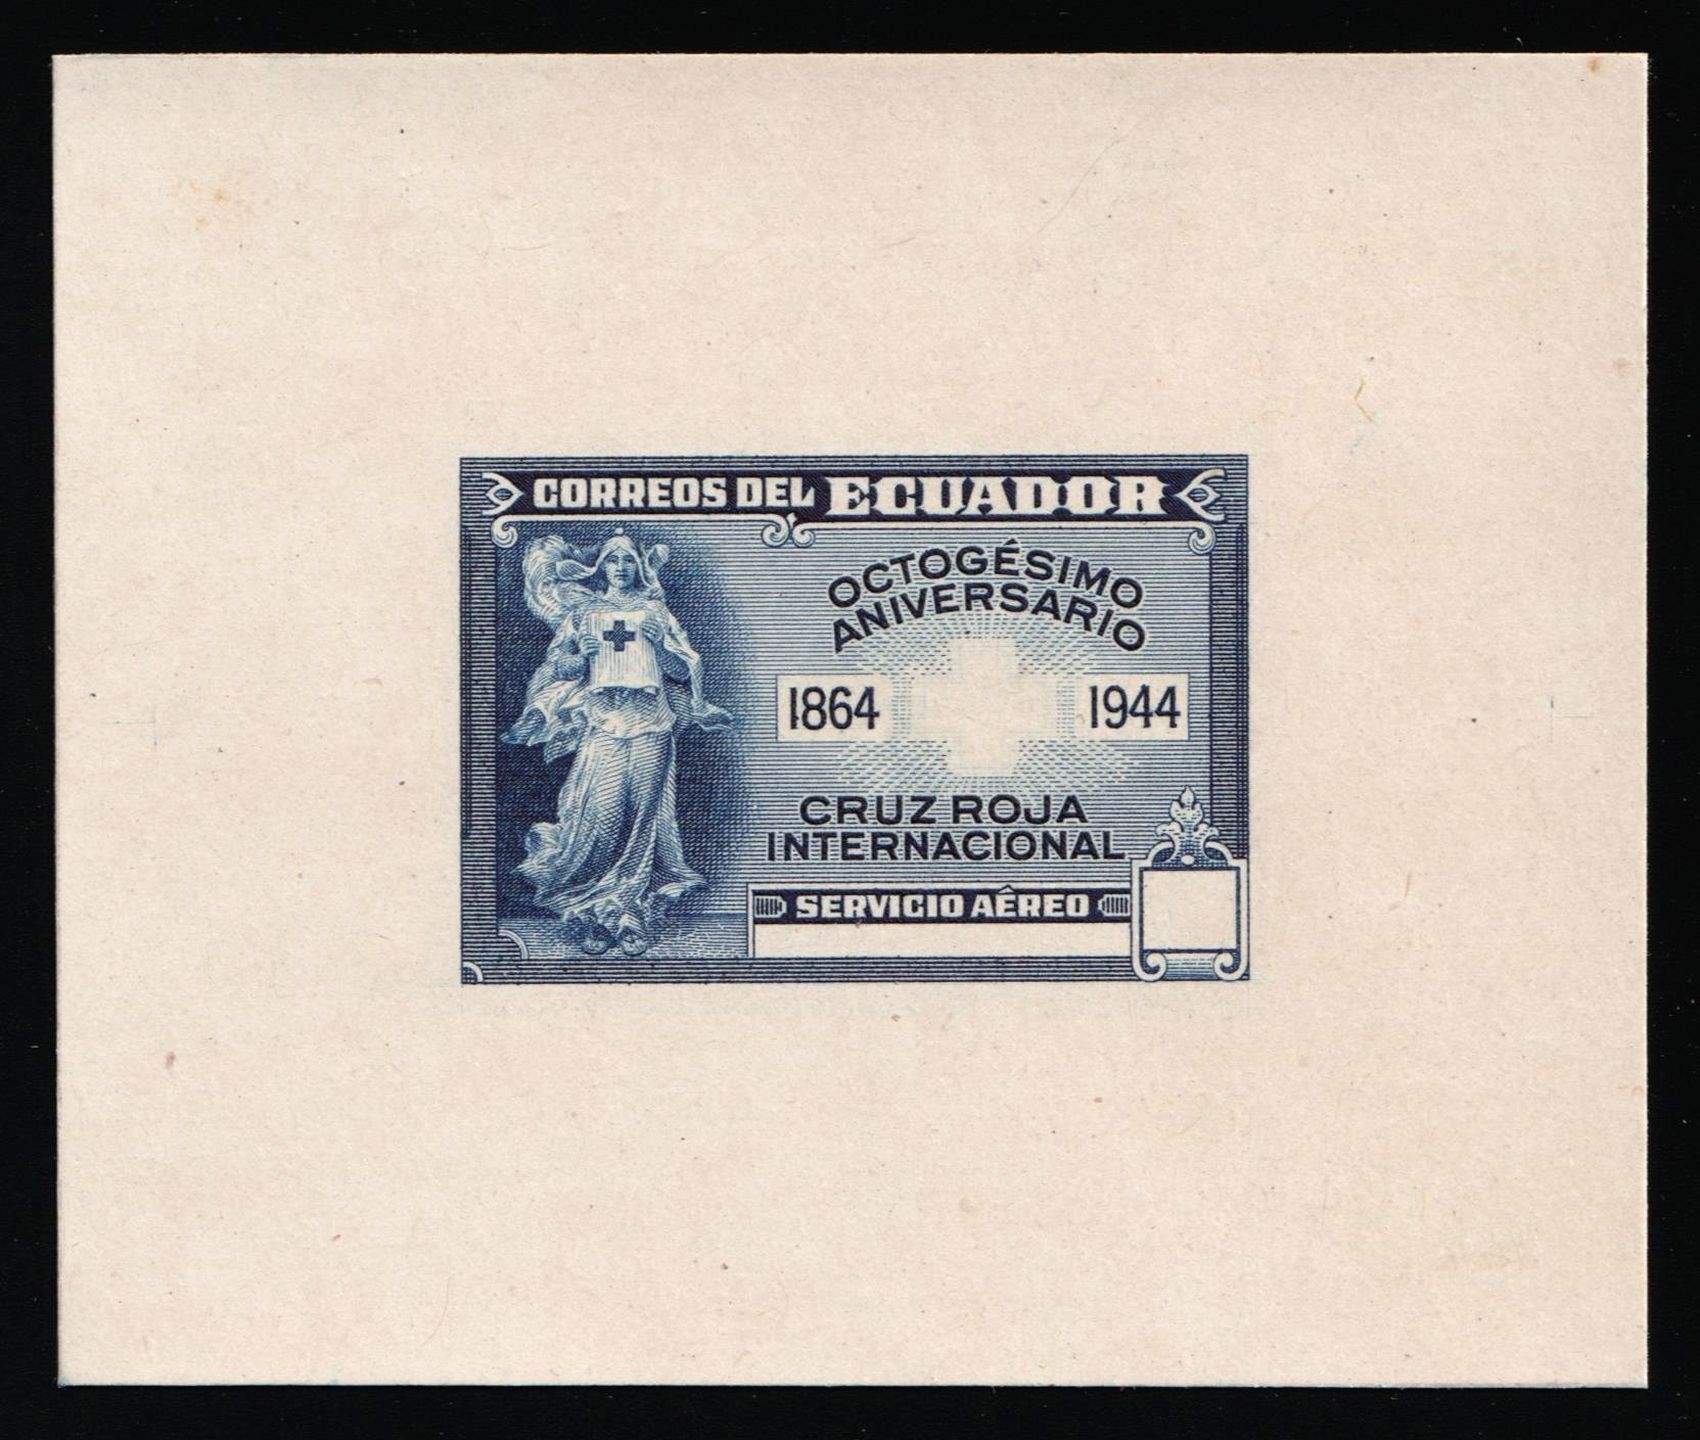 CORREOS DEL ECUADOR
OCTOGÉSIMO
ANIVERSARIO
1864 1944
CRUZ ROJA
INTERNACIONAL
SERVICIO AÉREO